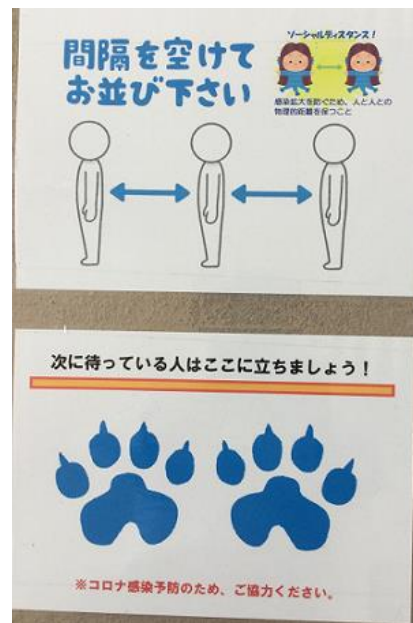 間隔を空けて
お並び下さい
ソーシャルディスタンス！
感染拡大を防ぐため、人と人との
物理的距離を保つこと
次に待っている人はここに立ちましょう！
※コロナ感染予防のため、ご協力ください。